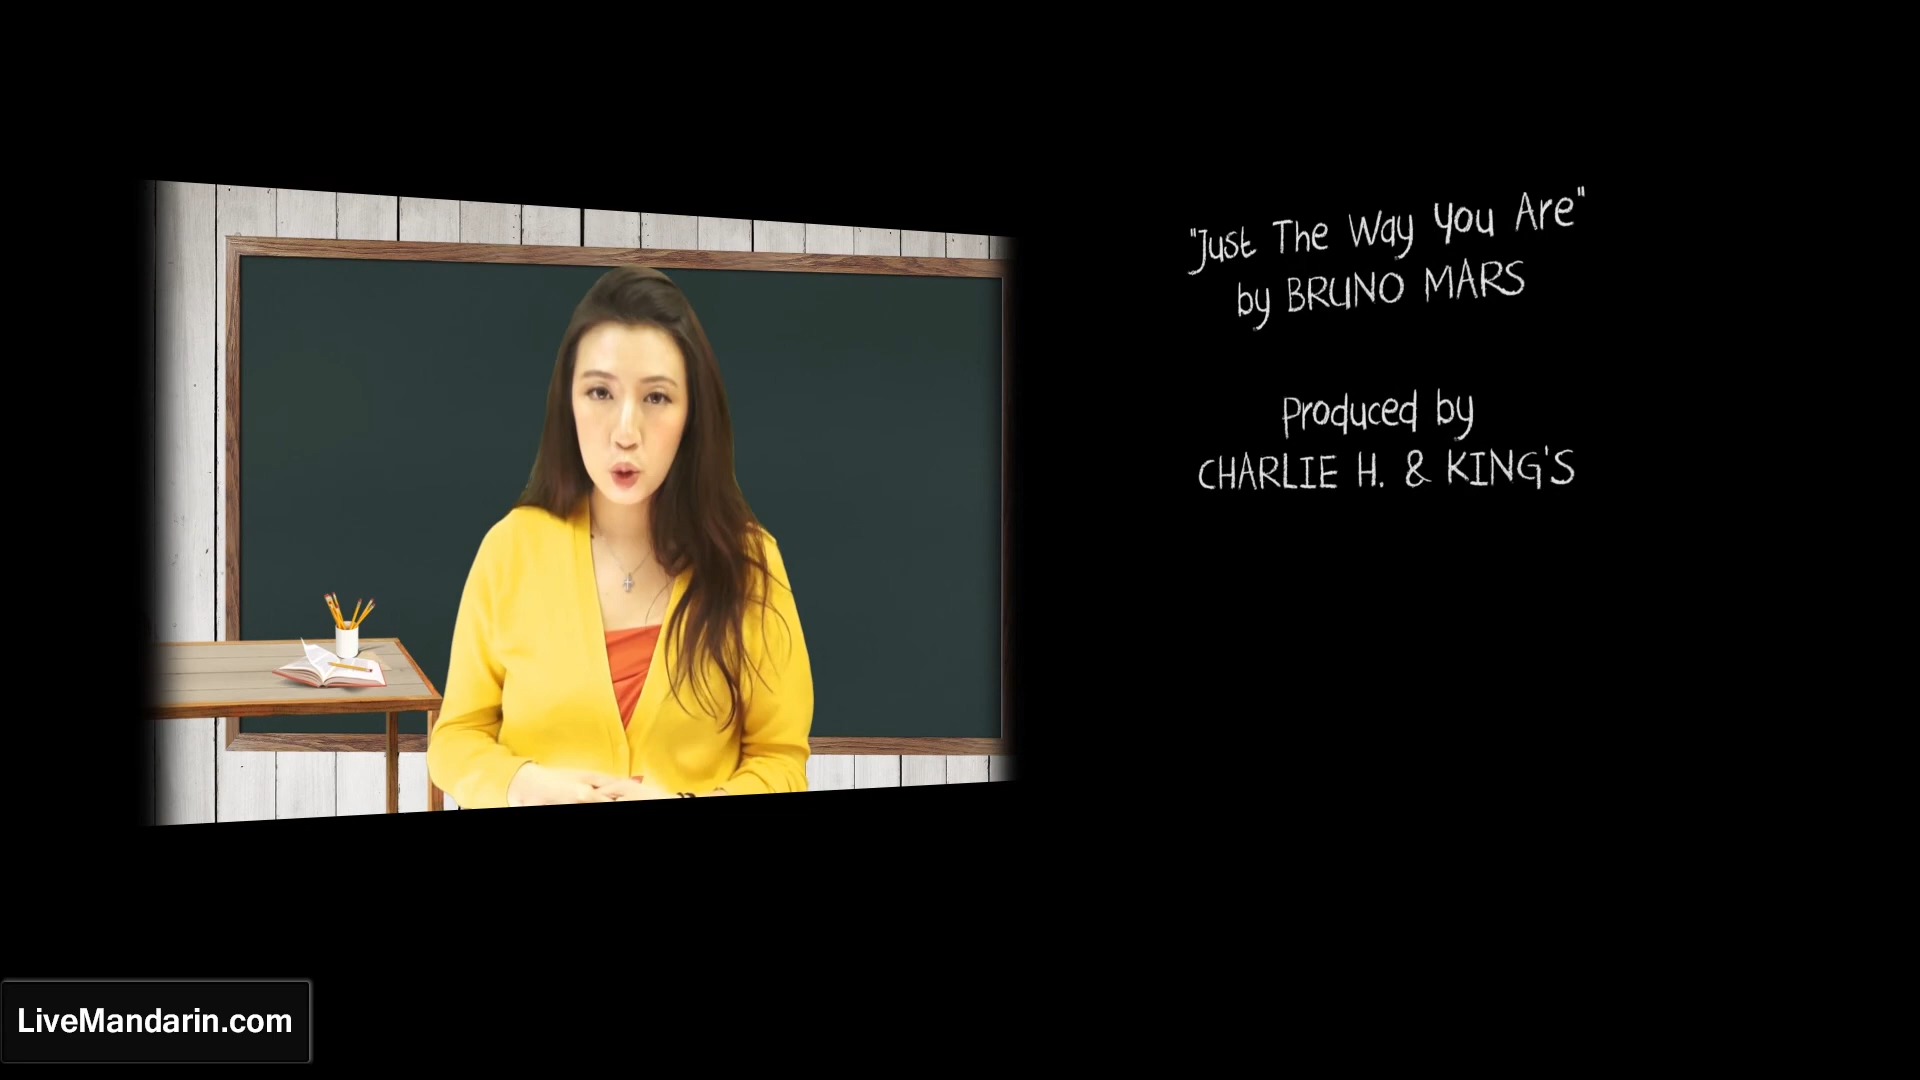 "Just The Way You Are"
by BRUNO MARS
Produced by
CHARLIE H. & KING'S
LiveMandarin.com